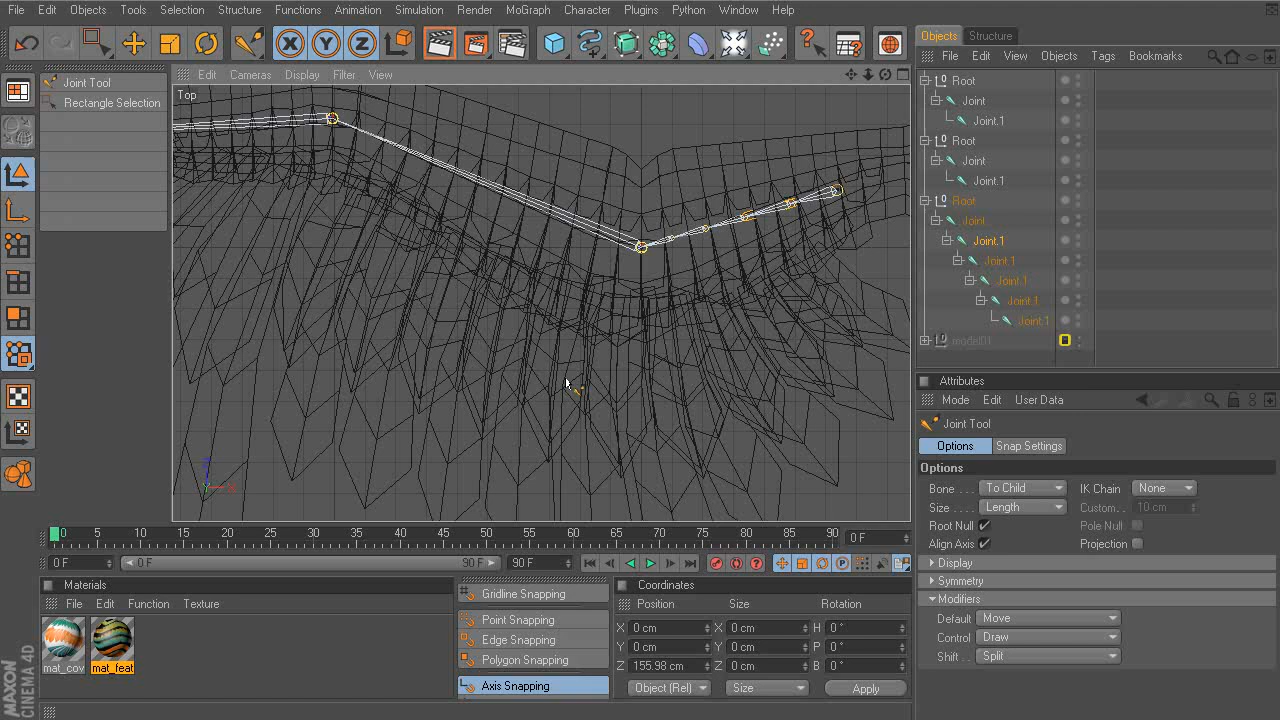 File Edit Objects Tools Selection Structure Functions Animation Simulation Render MoGraph Character Plugins Python Window Help
Objects Structure
File Edit View Objects Tags Bookmarks
Joint Tool
Rectangle Selection
Edit Cameras Display Filter View
Top
Root
Joint
Joint.1
Root
Joint
Joint.1
Root
Joint
Joint.1
Joint.1
Joint.1
Joint.1
Joint.1
model01
Attributes
Mode Edit User Data
Joint Tool
Options Snap Settings
Options
Bone To Child IK Chain None
Size Length Custom 10 cm
Root Null Pole Null
Align Axis Projection
Display
Symmetry
Modifiers
Default Move
Control Draw
Shift Split
0 5 10 15 20 25 30 35 40 45 50 55 60 65 70 75 80 85 90 0 F
0 F 0 F 90 F 90 F
Materials
File Edit Function Texture
mat_cov mat_feat
Gridline Snapping
Point Snapping
Edge Snapping
Polygon Snapping
Axis Snapping
Coordinates
Position Size Rotation
X 0 cm X 0 cm H 0 °
Y 0 cm Y 0 cm P 0 °
Z 155.98 cm Z 0 cm B 0 °
Object (Rel) Size Apply
MAXON
CINEMA 4D